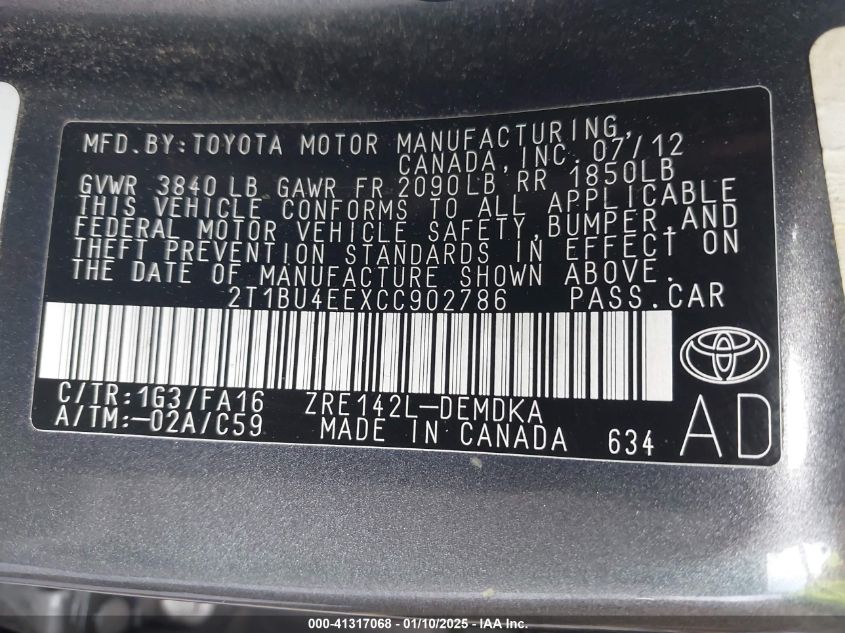 MFD.BY:TOYOTA MOTOR MANUFACTURING,
CANADA, INC. 07/12
GVWR 3840 LB GAWR FR 2090LB RR 1850LB
THIS VEHICLE CONFORMS TO ALL APPLICABLE
FEDERAL MOTOR VEHICLE SAFETY,BUMPER,AND
THEFT PREVENTION STANDARDS IN EFFECT ON
THE DATE OF MANUFACTURE SHOWN ABOVE.
2T1BU4EEXCC902786 PASS.CAR
C/TR:1G3/FA16 ZRE142L-DEMDKA
A/TM:-02A/C59 MADE IN CANADA 634
AD
000-41317068 - 01/10/2025 - IAA Inc.